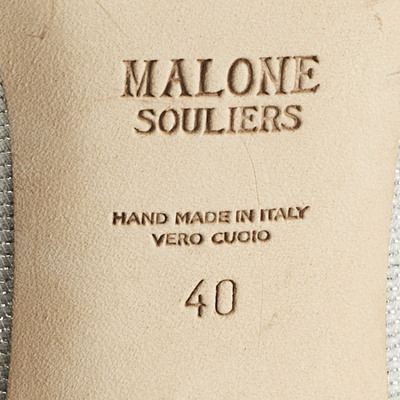 MALONE
SOULIERS
HAND MADE IN ITALY
VERO CUOIO
40